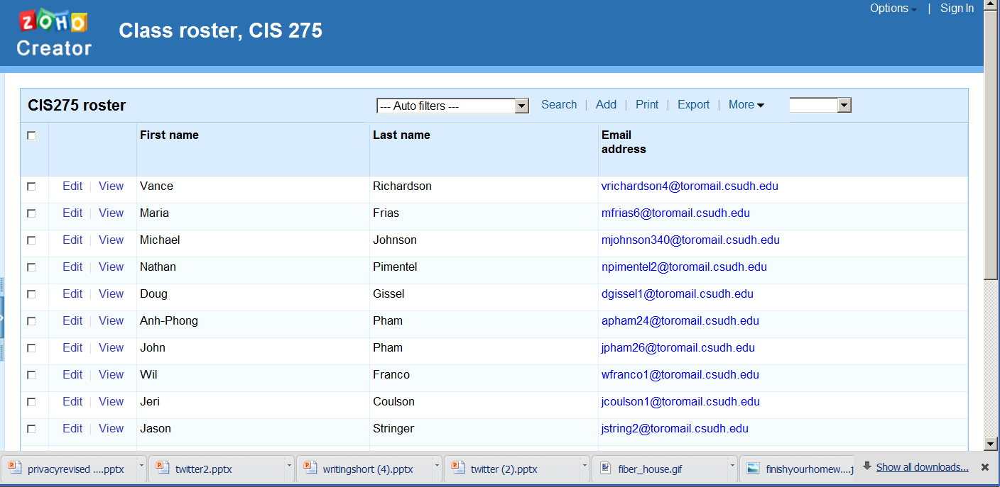 Options | Sign In
ZOHO
Creator
Class roster, CIS 275
CIS275 roster --- Auto filters --- Search | Add | Print | Export | More
First name Last name Email
address
Edit | View Vance Richardson vrichardson4@toromail.csudh.edu
Edit | View Maria Frias mfrias6@toromail.csudh.edu
Edit | View Michael Johnson mjohnson340@toromail.csudh.edu
Edit | View Nathan Pimentel npimentel2@toromail.csudh.edu
Edit | View Doug Gissel dgissel1@toromail.csudh.edu
Edit | View Anh-Phong Pham apham24@toromail.csudh.edu
Edit | View John Pham jpham26@toromail.csudh.edu
Edit | View Wil Franco wfranco1@toromail.csudh.edu
Edit | View Jeri Coulson jcoulson1@toromail.csudh.edu
Edit | View Jason Stringer jstring2@toromail.csudh.edu
privacyrevised ....pptx twitter2.pptx writingshort (4).pptx twitter (2).pptx fiber_house.gif finishyourhomew....j Show all downloads...